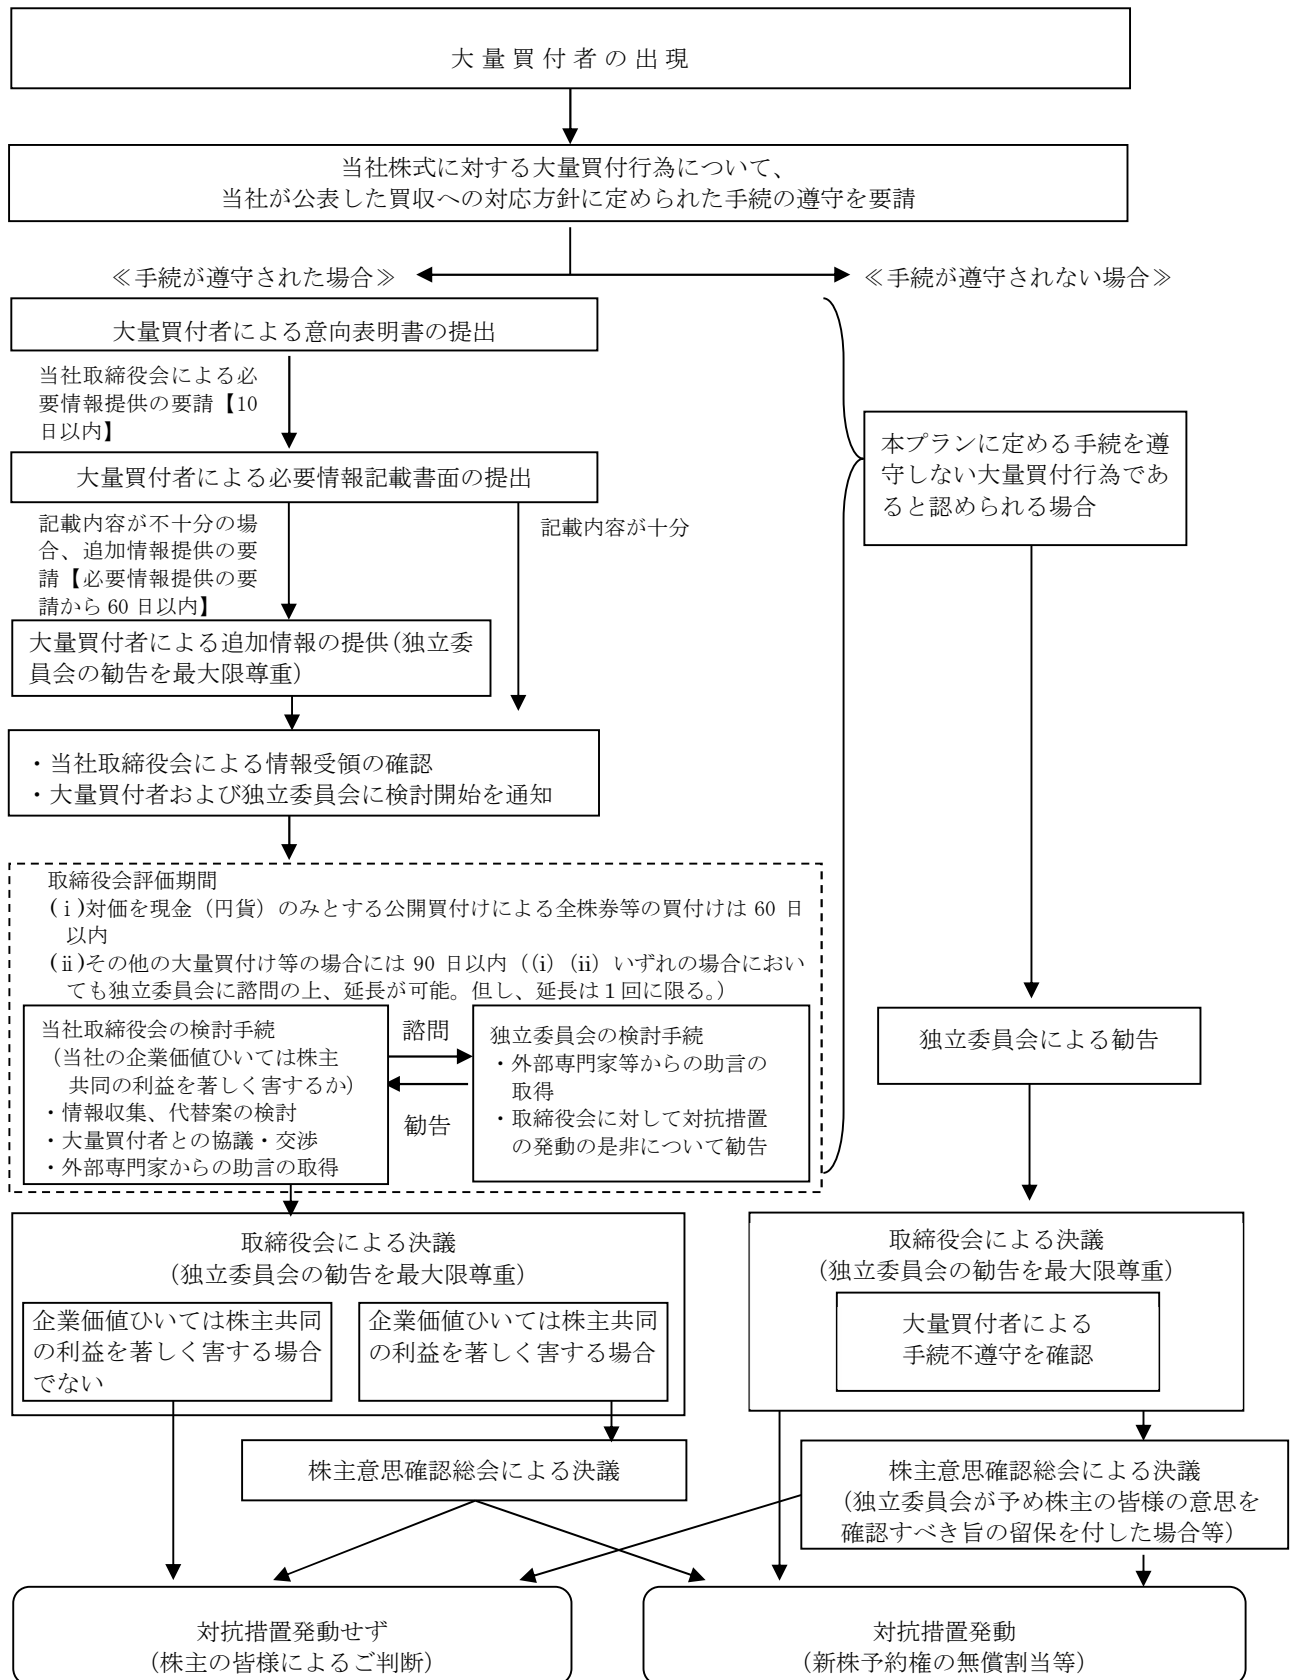 大量買付者の出現
当社株式に対する大量買付行為について、
当社が公表した買収への対応方針に定められた手続の遵守を要請
≪手続が遵守された場合≫
≪手続が遵守されない場合≫
大量買付者による意向表明書の提出
当社取締役会による必
要情報提供の要請【10
日以内】
大量買付者による必要情報記載書面の提出
記載内容が不十分の場
合、追加情報提供の要
請【必要情報提供の要
請から 60 日以内】
記載内容が十分
大量買付者による追加情報の提供(独立委
員会の勧告を最大限尊重)
・当社取締役会による情報受領の確認
・大量買付者および独立委員会に検討開始を通知
本プランに定める手続を遵
守しない大量買付行為であ
ると認められる場合
取締役会評価期間
(ⅰ)対価を現金（円貨）のみとする公開買付けによる全株券等の買付けは 60 日
以内
(ⅱ)その他の大量買付け等の場合には 90 日以内（(i)（ii）いずれの場合におい
ても独立委員会に諮問の上、延長が可能。但し、延長は１回に限る。）
当社取締役会の検討手続
（当社の企業価値ひいては株主
共同の利益を著しく害するか）
・情報収集、代替案の検討
・大量買付者との協議・交渉
・外部専門家からの助言の取得
諮問
勧告
独立委員会の検討手続
・外部専門家等からの助言の
取得
・取締役会に対して対抗措置
の発動の是非について勧告
独立委員会による勧告
取締役会による決議
(独立委員会の勧告を最大限尊重)
企業価値ひいては株主共同
の利益を著しく害する場合
でない
企業価値ひいては株主共同
の利益を著しく害する場合
取締役会による決議
(独立委員会の勧告を最大限尊重)
大量買付者による
手続不遵守を確認
株主意思確認総会による決議
株主意思確認総会による決議
（独立委員会が予め株主の皆様の意思を
確認すべき旨の留保を付した場合等）
対抗措置発動せず
(株主の皆様によるご判断)
対抗措置発動
(新株予約権の無償割当等)